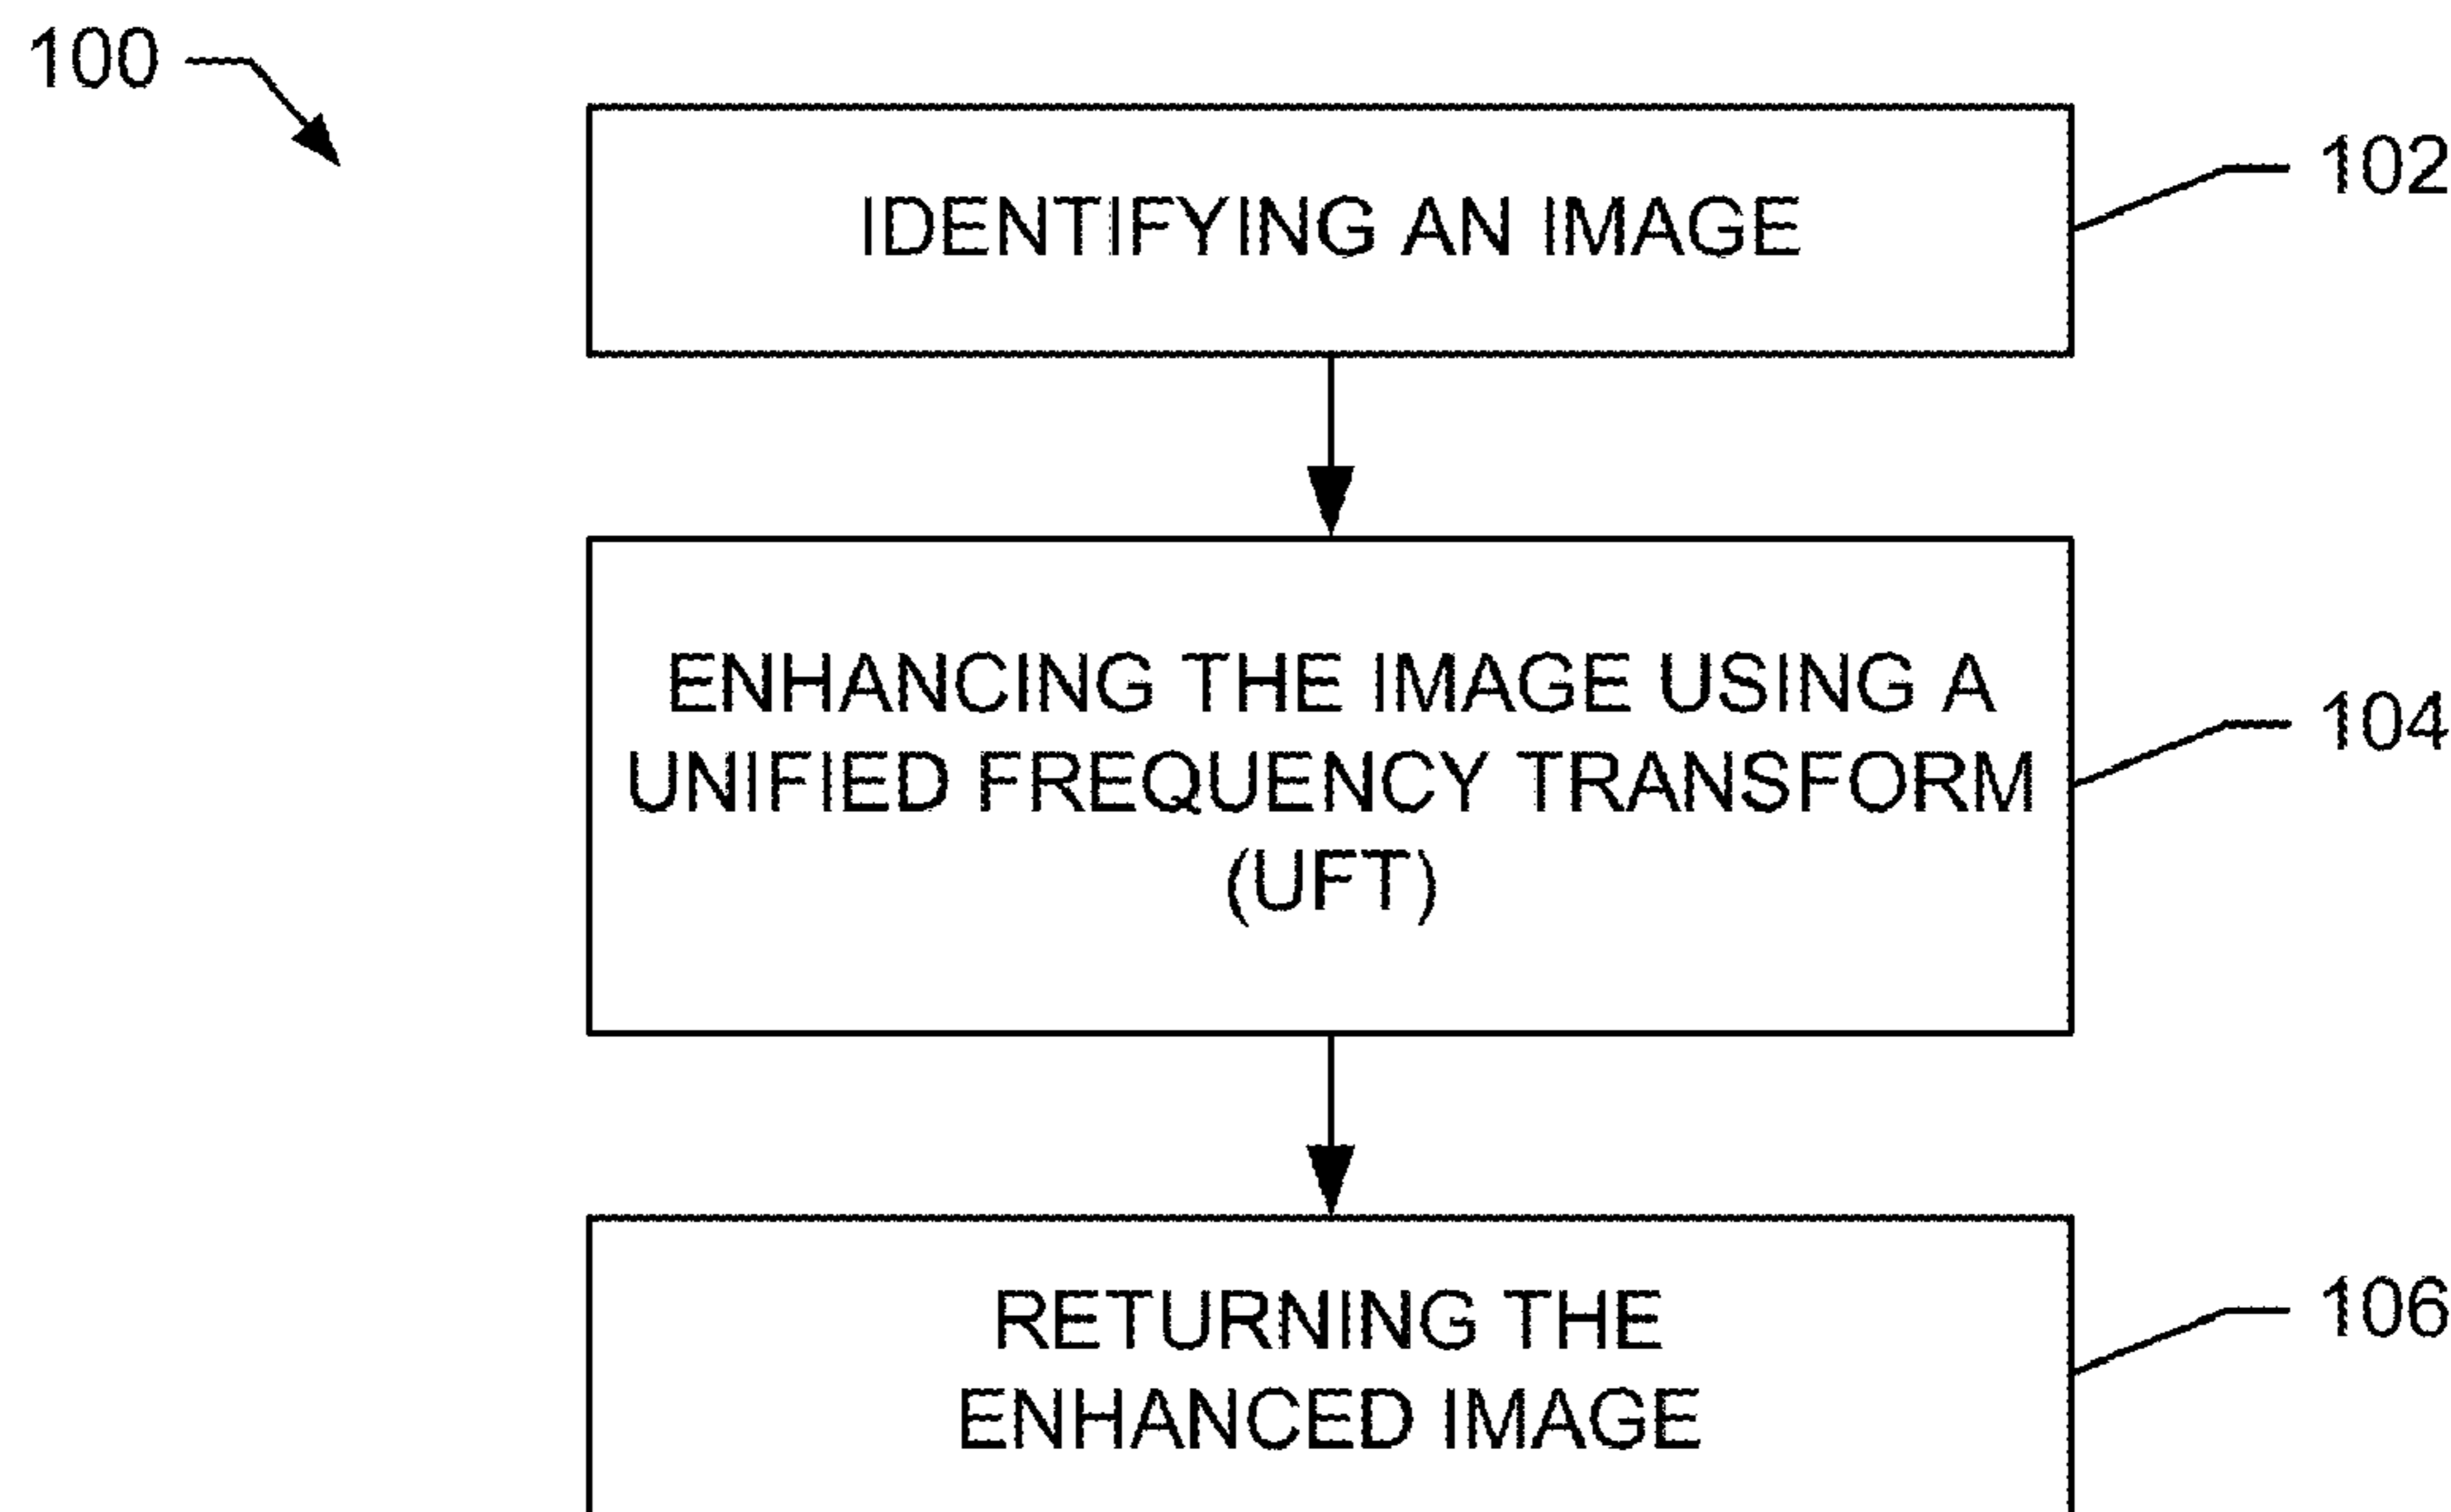 100
IDENTIFYING AN IMAGE
102
ENHANCING THE IMAGE USING A
UNIFIED FREQUENCY TRANSFORM
(UFT)
104
RETURNING THE
ENHANCED IMAGE
106